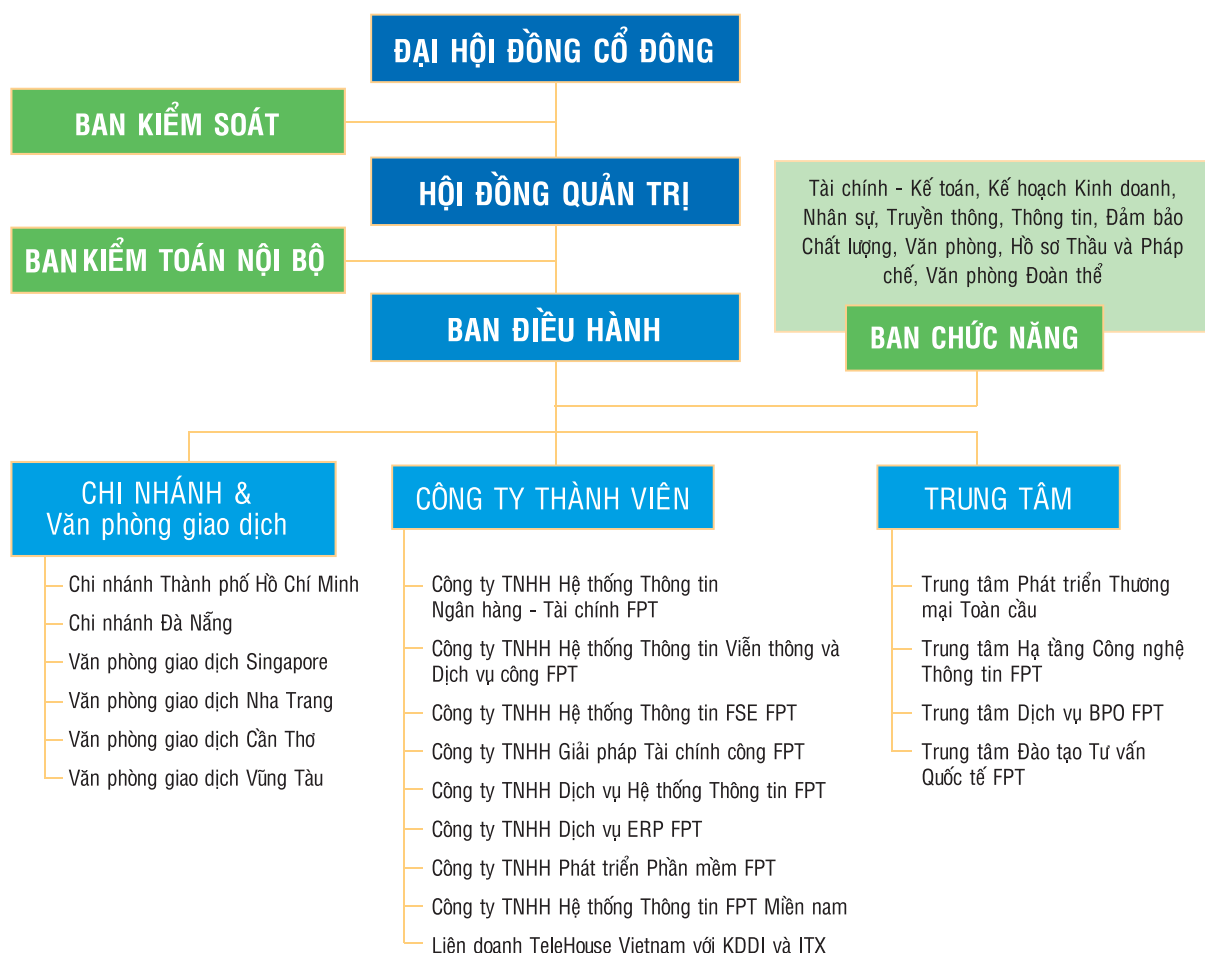 ĐẠI HỘI ĐỒNG CỔ ĐÔNG
BAN KIỂM SOÁT
HỘI ĐỒNG QUẢN TRỊ
BAN KIỂM TOÁN NỘI BỘ
BAN ĐIỀU HÀNH
Tài chính - Kế toán, Kế hoạch Kinh doanh,
Nhân sự, Truyền thông, Thông tin, Đảm bảo
Chất lượng, Văn phòng, Hồ sơ Thầu và Pháp
chế, Văn phòng Đoàn thể
BAN CHỨC NĂNG
CHI NHÁNH &
Văn phòng giao dịch
Chi nhánh Thành phố Hồ Chí Minh
Chi nhánh Đà Nẵng
Văn phòng giao dịch Singapore
Văn phòng giao dịch Nha Trang
Văn phòng giao dịch Cần Thơ
Văn phòng giao dịch Vũng Tàu
CÔNG TY THÀNH VIÊN
Công ty TNHH Hệ thống Thông tin
Ngân hàng - Tài chính FPT
Công ty TNHH Hệ thống Thông tin Viễn thông và
Dịch vụ công FPT
Công ty TNHH Hệ thống Thông tin FSE FPT
Công ty TNHH Giải pháp Tài chính công FPT
Công ty TNHH Dịch vụ Hệ thống Thông tin FPT
Công ty TNHH Dịch vụ ERP FPT
Công ty TNHH Phát triển Phần mềm FPT
Công ty TNHH Hệ thống Thông tin FPT Miền nam
Liên doanh TeleHouse Vietnam với KDDI và ITX
TRUNG TÂM
Trung tâm Phát triển Thương
mại Toàn cầu
Trung tâm Hạ tầng Công nghệ
Thông tin FPT
Trung tâm Dịch vụ BPO FPT
Trung tâm Đào tạo Tư vấn
Quốc tế FPT